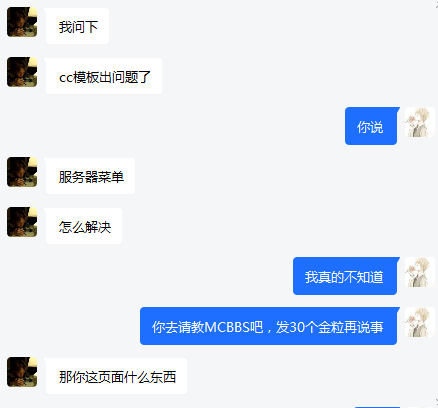 我问下
cc模板出问题了
你说
服务器菜单
怎么解决
我真的不知道
你去请教MCBBS吧，发30个金粒再说事
那你这页面什么东西